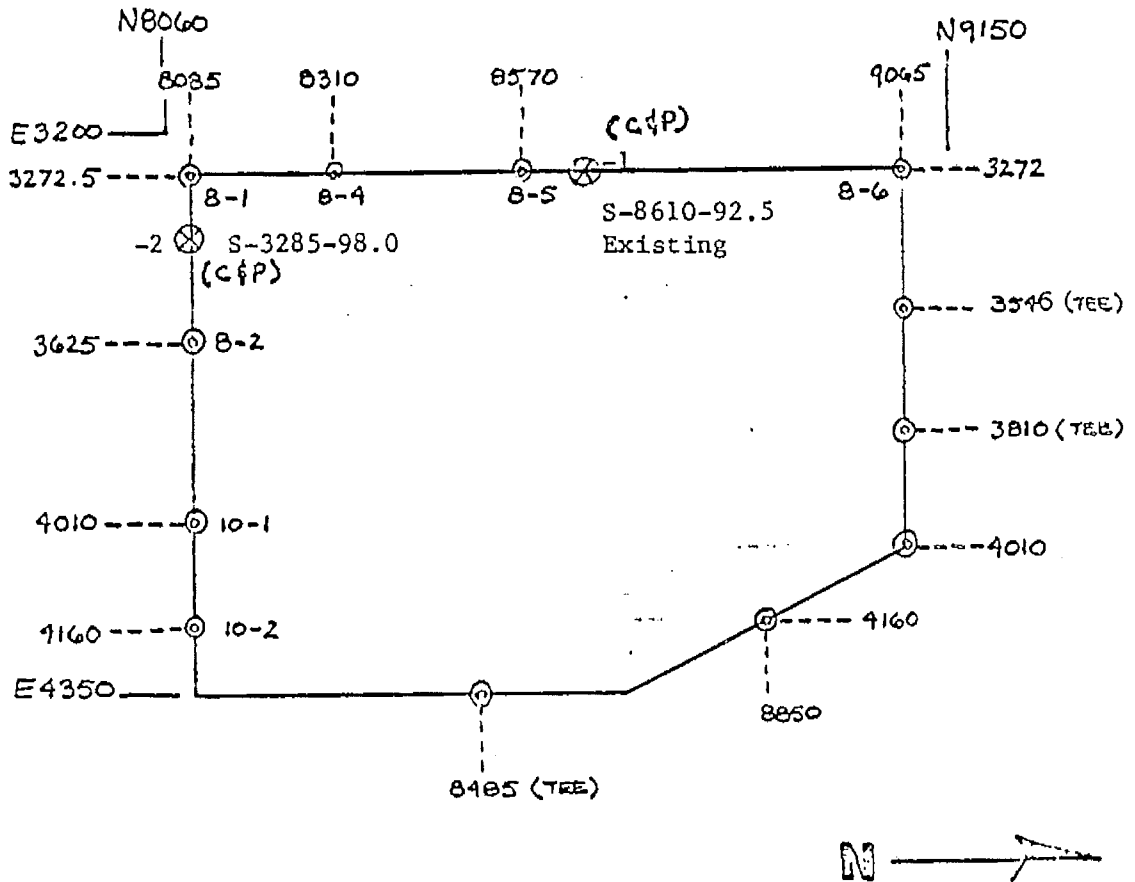 N8060
N9150
8085 8310 8570 9065
E3200
(C&P)
-1
3272.5 8-1 8-4 8-5 8-6 3272
S-8610-92.5
Existing
-2 S-3285-98.0
(C&P)
3546 (TEE)
3625 8-2
3810 (TEE)
4010 10-1
4010
4160 10-2
4160
E4350
8850
8485 (TEE)
N